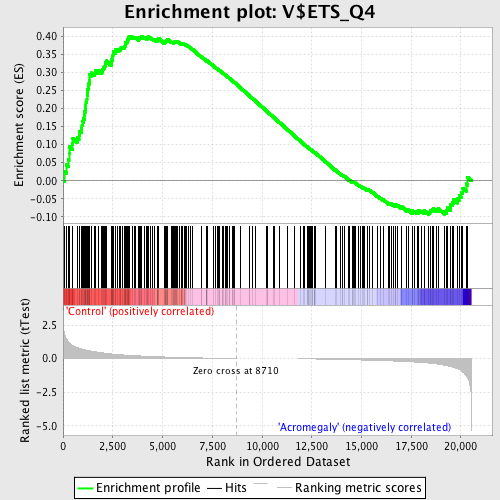 Enrichment plot: V$ETS_Q4
Enrichment score (ES)
0.40
0.35
0.30
0.25
0.20
0.15
0.10
0.05
0.00
-0.05
-0.10
'Control' (positively correlated)
Ranked list metric (tTest)
2.5
0.0
-2.5
-5.0
Zero cross at 8710
'Acromegaly' (negatively correlated)
0 2,500 5,000 7,500 10,000 12,500 15,000 17,500 20,000
Rank in Ordered Dataset
Enrichment profile Hits Ranking metric scores